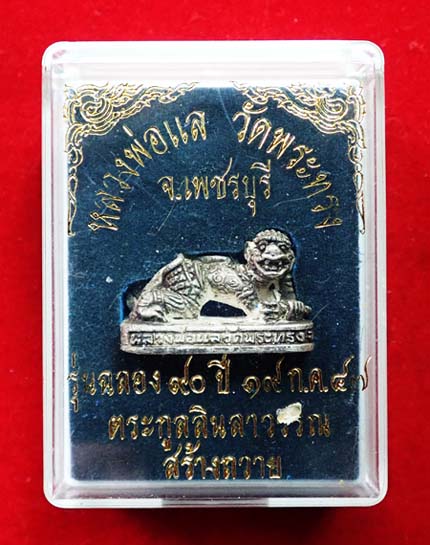 หลวงพ่อแล วัดพระทรง
จ.เพชรบุรี
หลวงพ่อแลวัดพระทรง
รุ่นฉลอง ๙๐ ปี ๑๙ ก.ค. ๔๗
ตระกูลลินลาวรรณ
สร้างถวาย